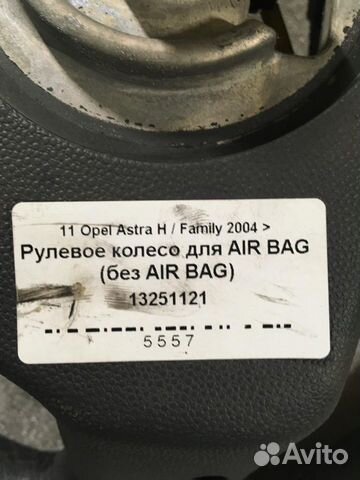 11 Opel Astra H / Family 2004 >
Рулевое колесо для AIR BAG
(без AIR BAG)
13251121
5557
Avito